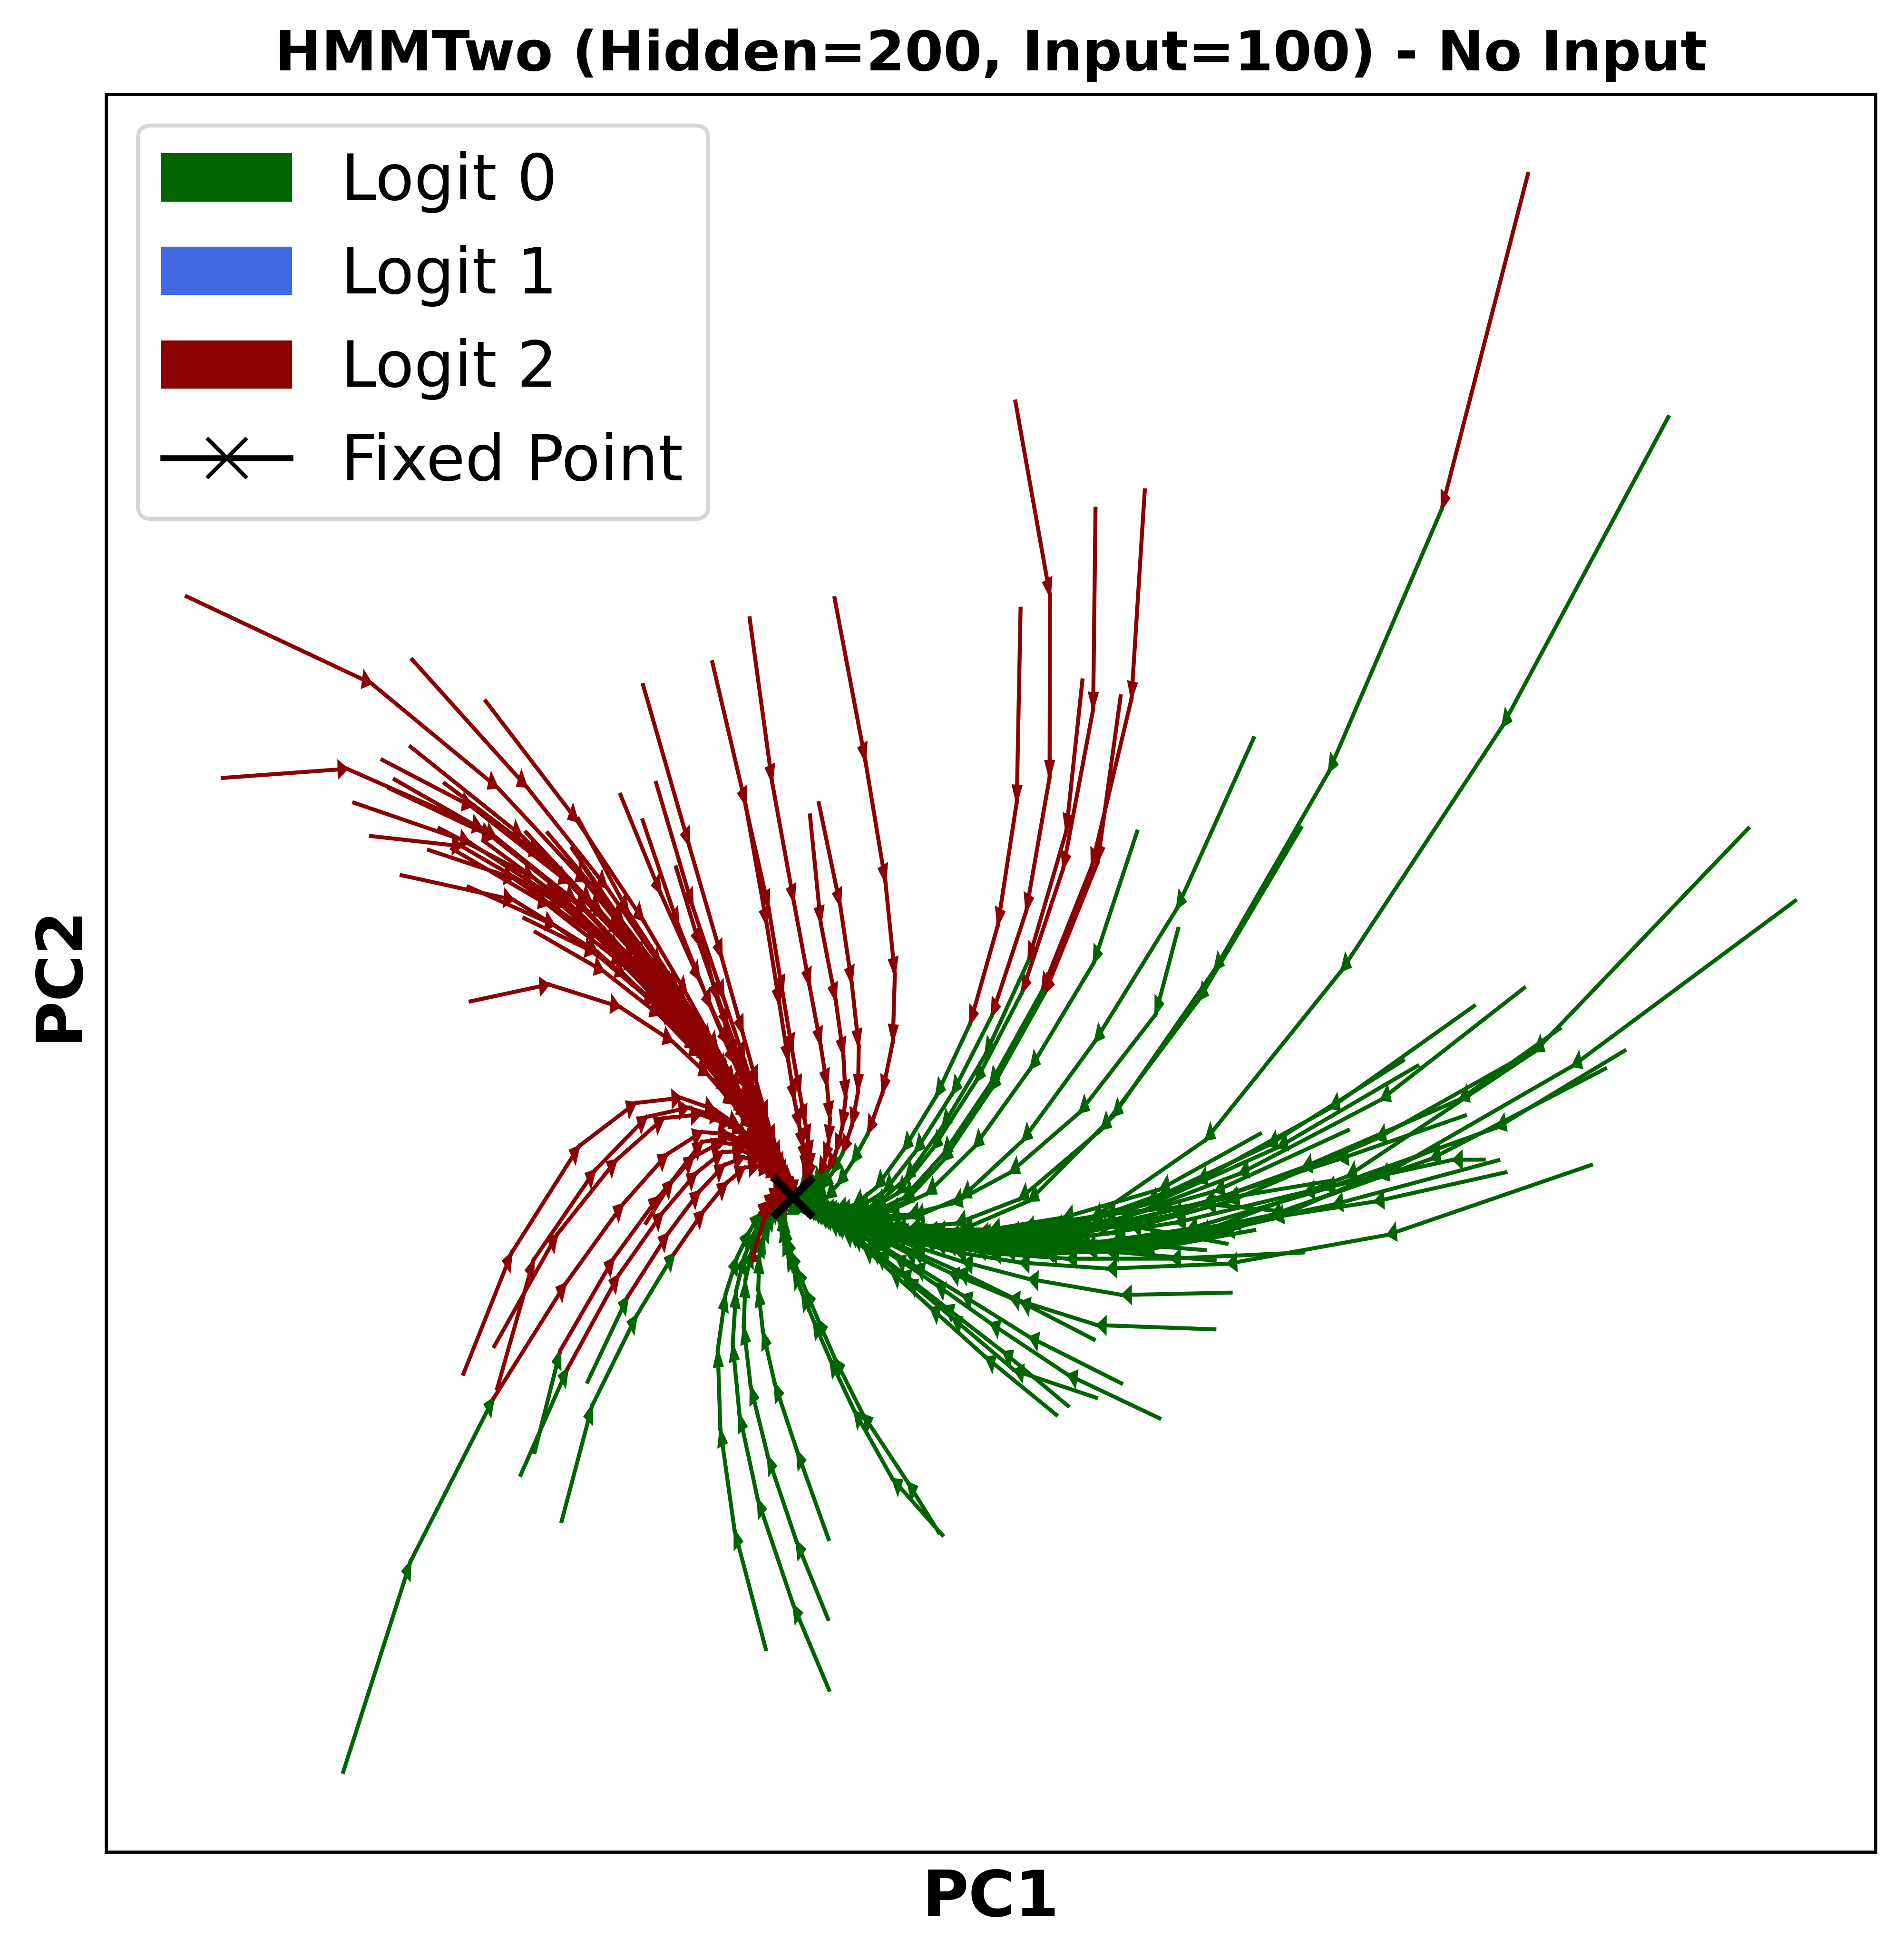 HMMTwo (Hidden=200, Input=100) - No Input
Logit 0
Logit 1
Logit 2
Fixed Point
PC2
PC1